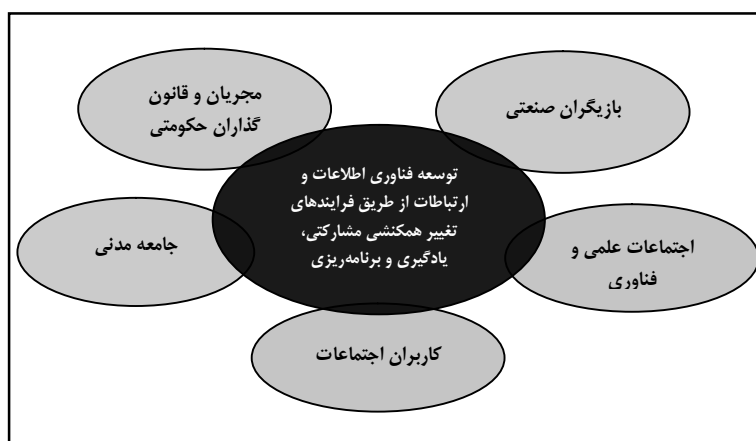 مجریان و قانون
گذاران حکومتی
بازیگران صنعتی
توسعه فناوری اطلاعات و
ارتباطات از طریق فرایندهای
تغییر همکنشی مشارکتی،
یادگیری و برنامه‌ریزی
جامعه مدنی
اجتماعات علمی و
فناوری
کاربران اجتماعات